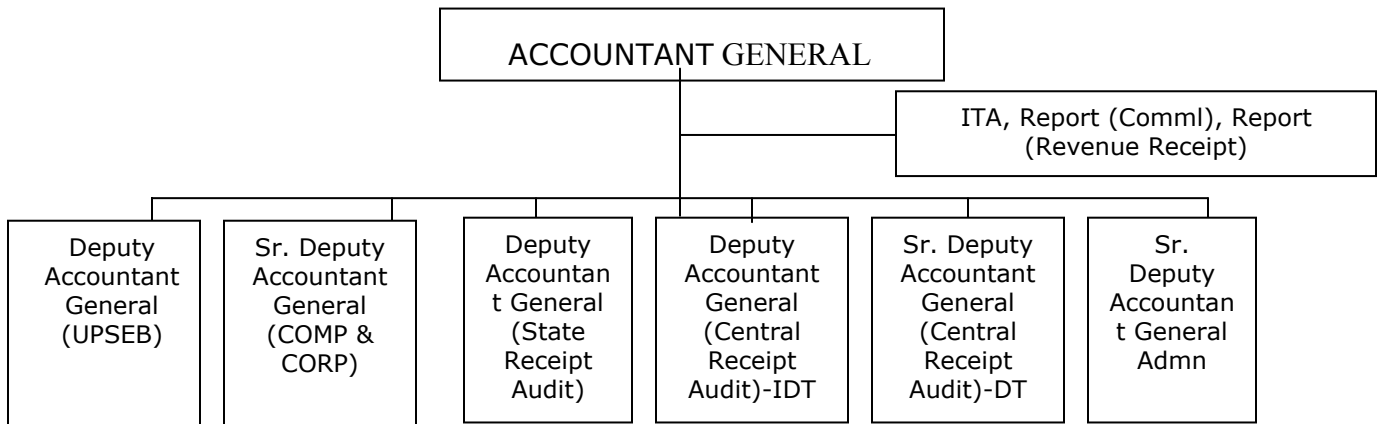 ACCOUNTANT GENERAL
ITA, Report (Comml), Report
(Revenue Receipt)
Deputy
Accountant
General
(UPSEB)
Sr. Deputy
Accountant
General
(COMP &
CORP)
Deputy
Accountan
t General
(State
Receipt
Audit)
Deputy
Accountant
General
(Central
Receipt
Audit)-IDT
Sr. Deputy
Accountant
General
(Central
Receipt
Audit)-DT
Sr.
Deputy
Accountan
t General
Admn